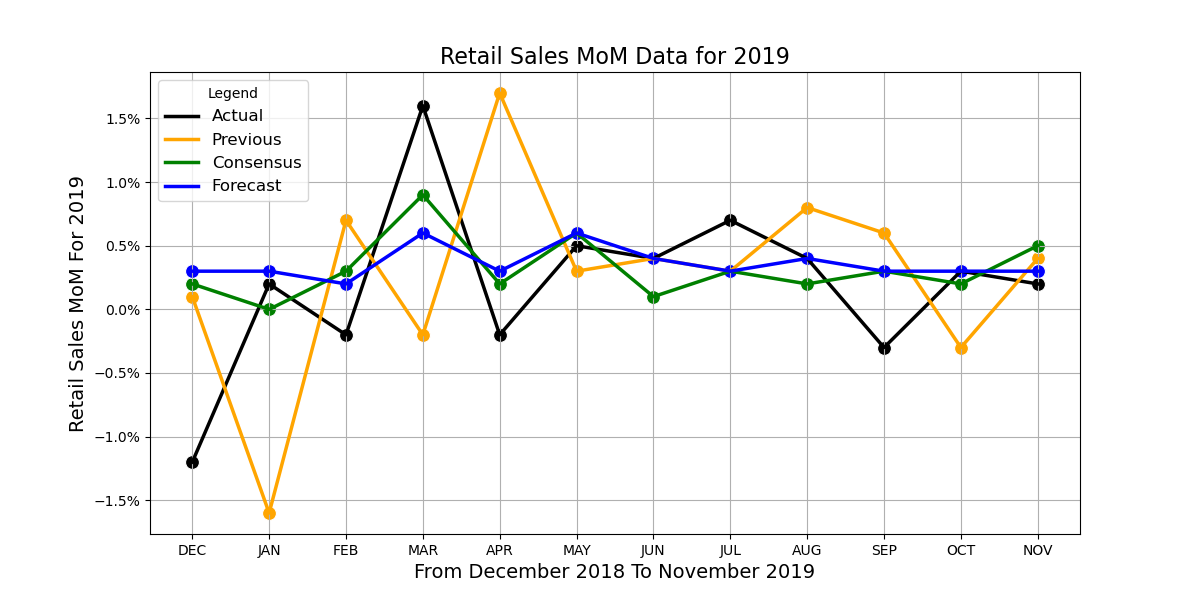 Retail Sales MoM Data for 2019
Legend
Actual
Previous
Consensus
Forecast
Retail Sales MoM For 2019
1.5%
1.0%
0.5%
0.0%
−0.5%
−1.0%
−1.5%
DEC JAN FEB MAR APR MAY JUN JUL AUG SEP OCT NOV
From December 2018 To November 2019